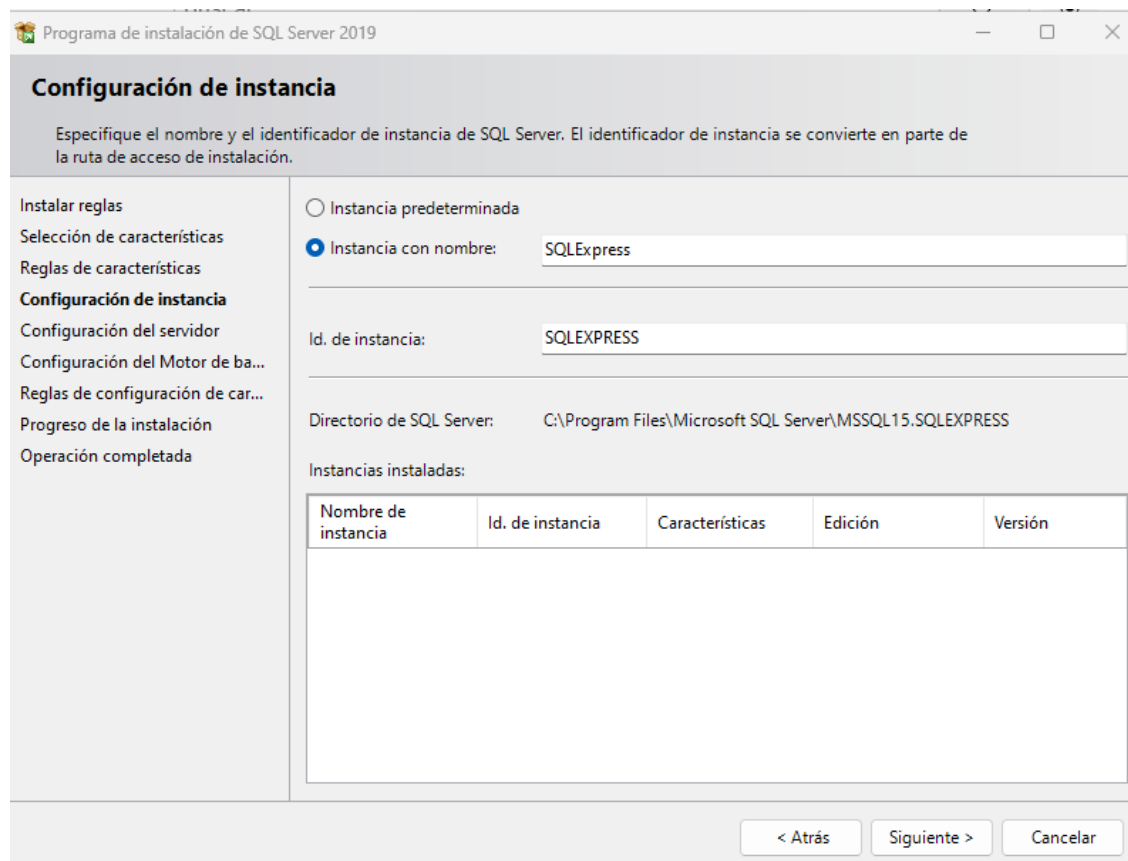 Programa de instalación de SQL Server 2019
Configuración de instancia
Especifique el nombre y el identificador de instancia de SQL Server. El identificador de instancia se convierte en parte de
la ruta de acceso de instalación.
Instalar reglas
Selección de características
Reglas de características
Configuración de instancia
Configuración del servidor
Configuración del Motor de ba...
Reglas de configuración de car...
Progreso de la instalación
Operación completada
Instancia predeterminada
Instancia con nombre: SQLExpress
Id. de instancia: SQLEXPRESS
Directorio de SQL Server: C:\Program Files\Microsoft SQL Server\MSSQL15.SQLEXPRESS
Instancias instaladas:
Nombre de
instancia
Id. de instancia
Características
Edición
Versión
< Atrás
Siguiente >
Cancelar